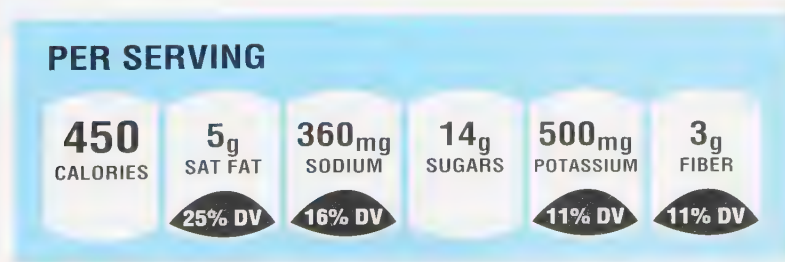 PER SERVING
450
CALORIES
5g
SAT FAT
25% DV
360mg
SODIUM
16% DV
14g
SUGARS
500mg
POTASSIUM
11% DV
3g
FIBER
11% DV